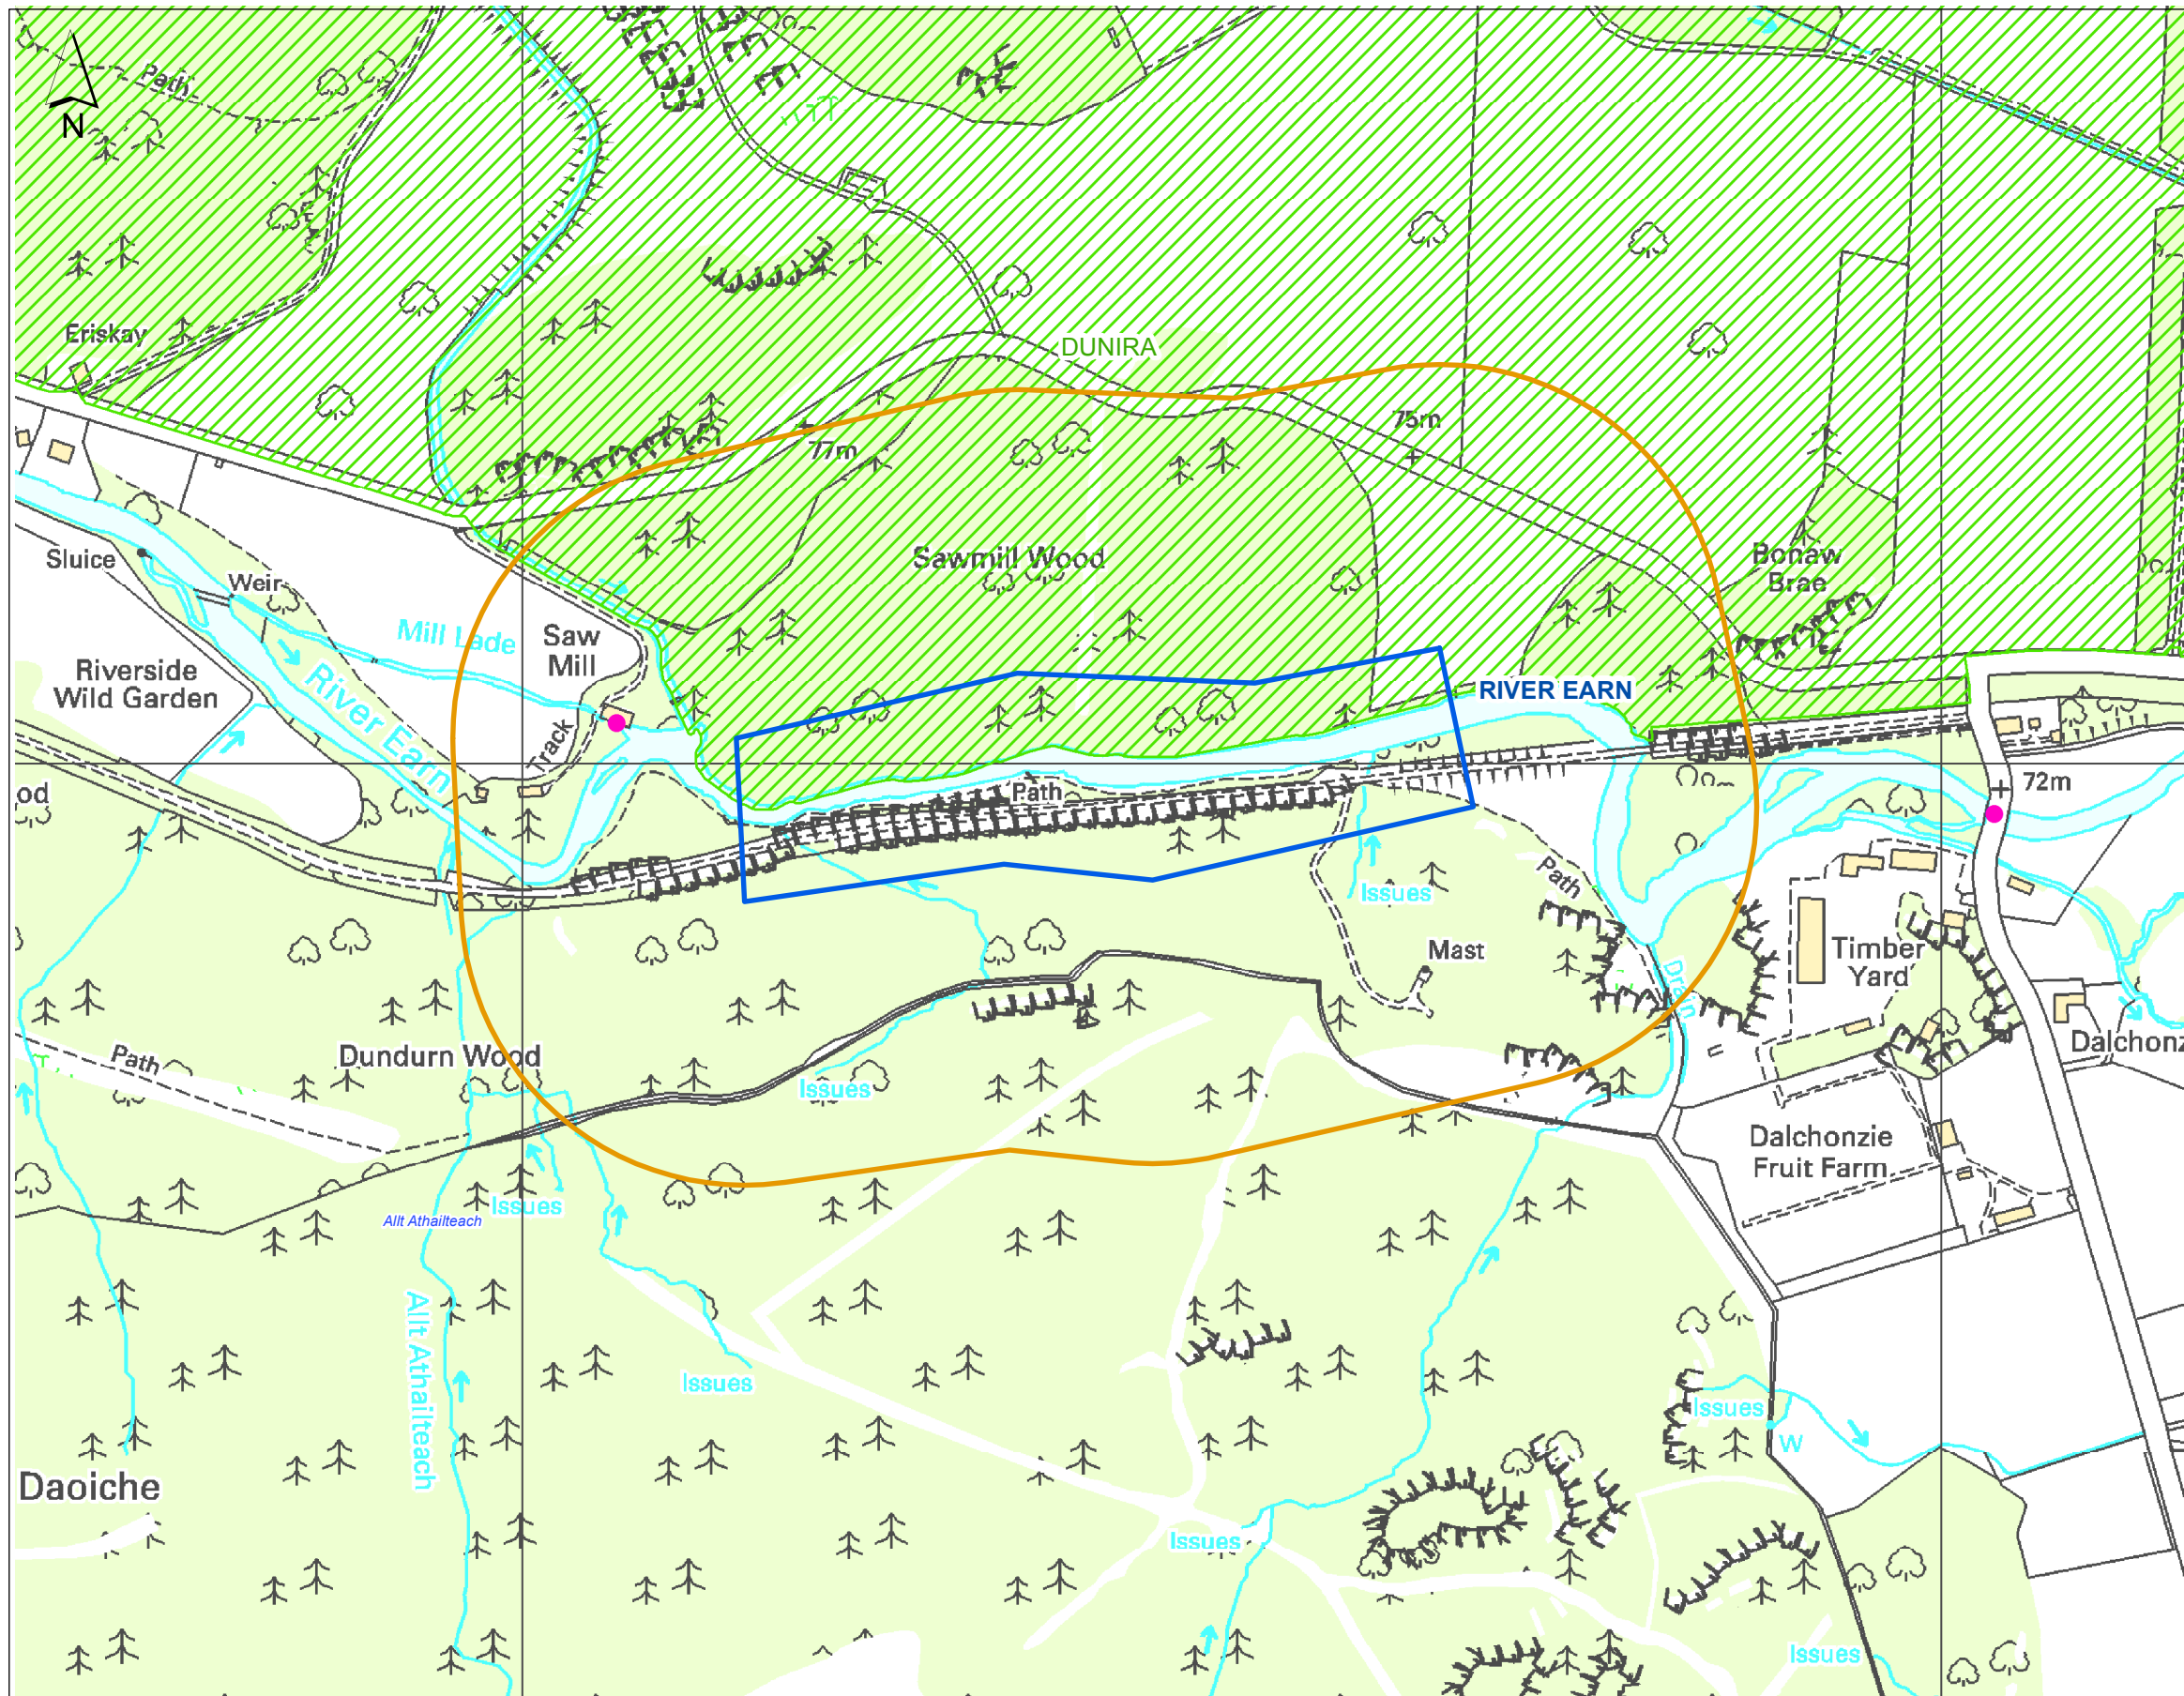 Path
N
Eriskay
DUNIRA
77m
75m
Sluice
Weir
Sawmill Wood
Bonaw
Brae
Mill Lade
Saw
Mill
Riverside
Wild Garden
River Earn
RIVER EARN
Track
od
Path
72m
Path
Issues
Mast
Timber
Yard
Drain
Path
Dundurn Wood
Issues
Dalchonz
Dalchonzie
Fruit Farm
Issues
Allt Athailteach
Allt Athailteach
Issues
Issues
W
Daoiche
Issues
Issues